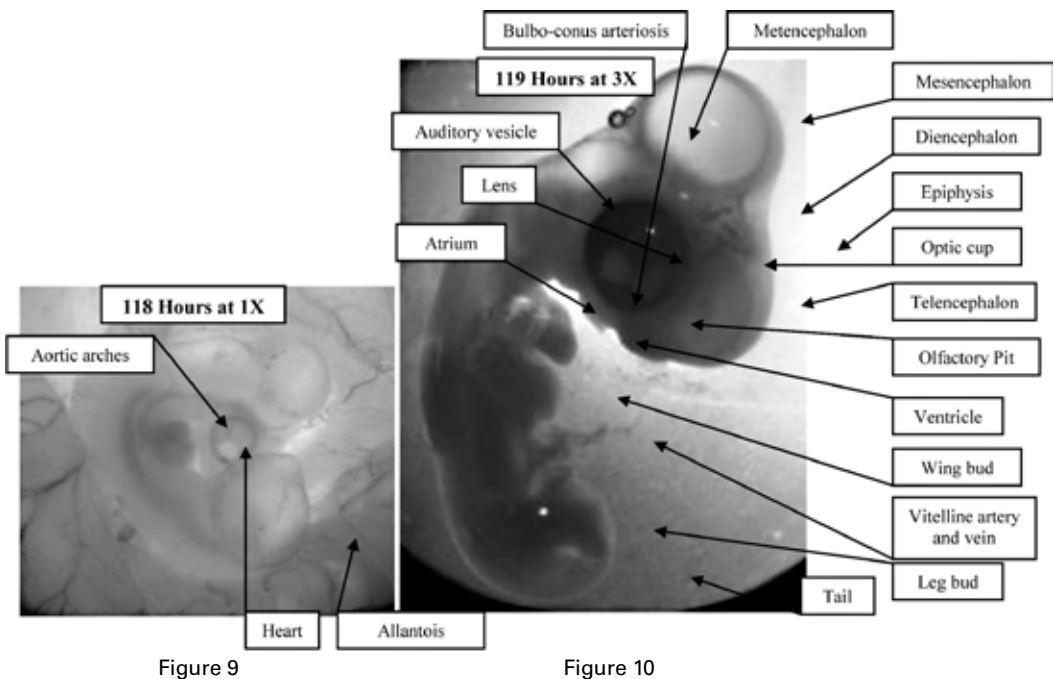 Bulbo-conus arteriosis
Metencephalon
119 Hours at 3X
Mesencephalon
Auditory vesicle
Diencephalon
Lens
Epiphysis
Atrium
Optic cup
118 Hours at 1X
Telencephalon
Aortic arches
Olfactory Pit
Ventricle
Wing bud
Vitelline artery
and vein
Leg bud
Tail
Heart
Allantois
Figure 9
Figure 10